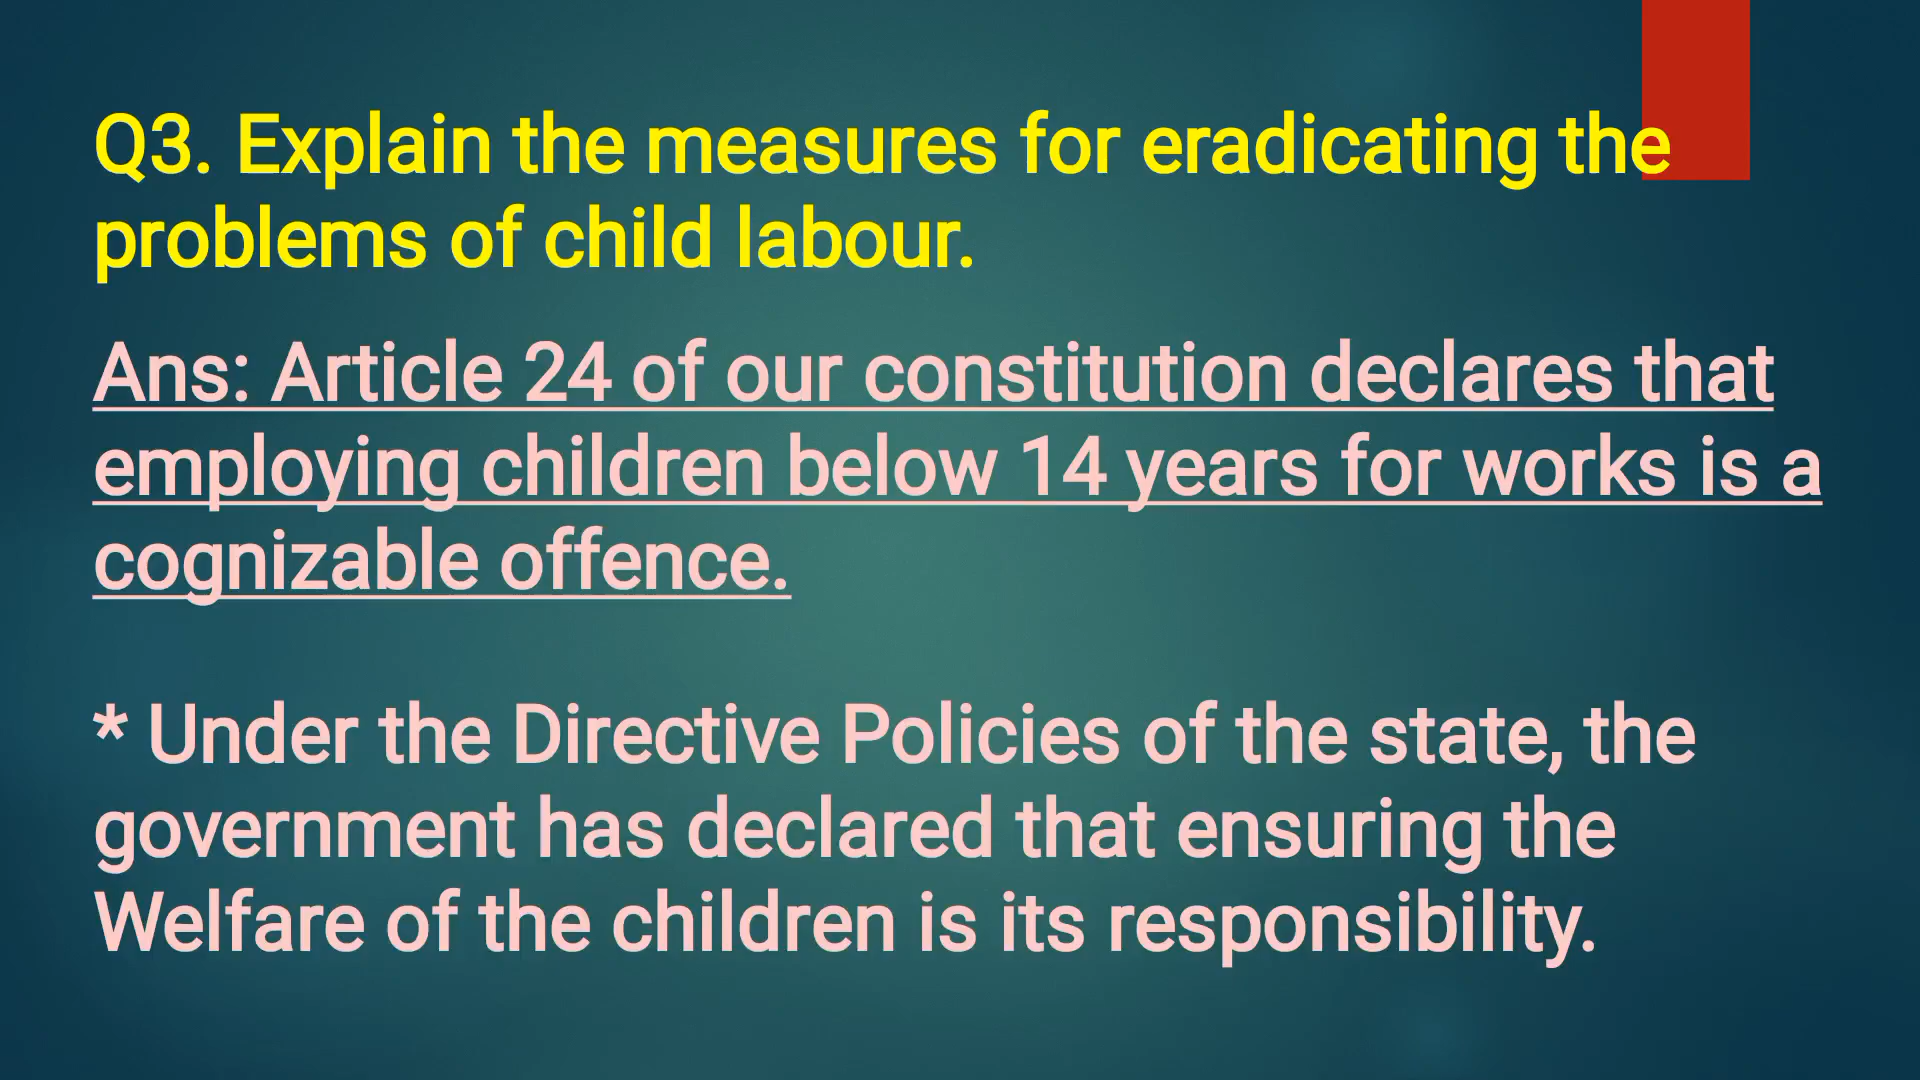 Q3. Explain the measures for eradicating the
problems of child labour.
Ans: Article 24 of our constitution declares that
employing children below 14 years for works is a
cognizable offence.
* Under the Directive Policies of the state, the
government has declared that ensuring the
Welfare of the children is its responsibility.